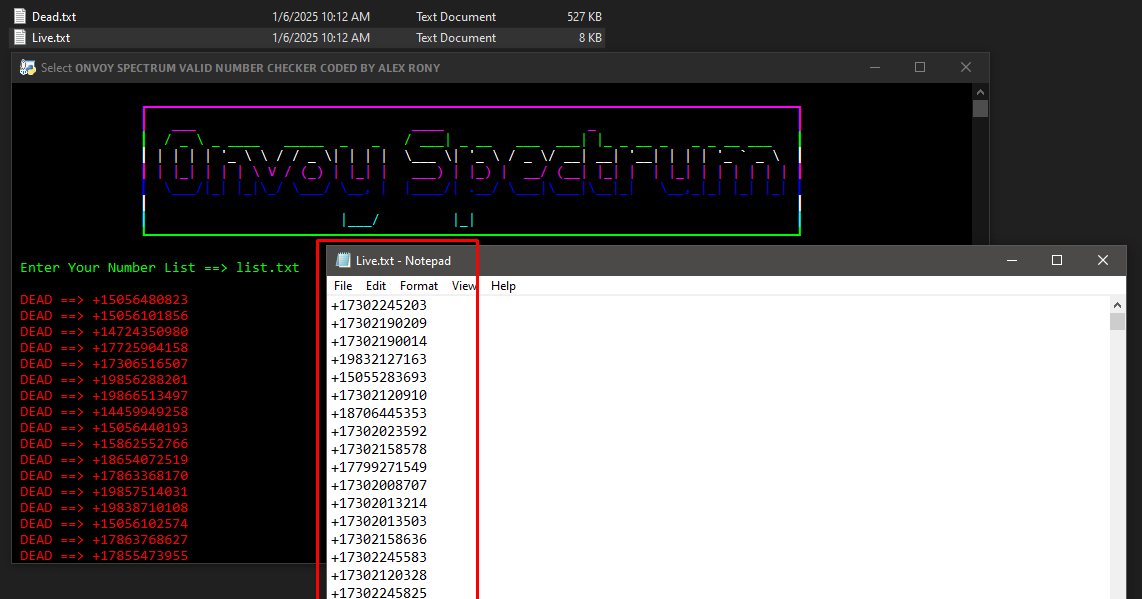 Dead.txt 1/6/2025 10:12 AM Text Document 527 KB
Live.txt 1/6/2025 10:12 AM Text Document 8 KB
Select ONVOY SPECTRUM VALID NUMBER CHECKER CODED BY ALEX RONY
Onvoy Spectrum
Enter Your Number List ==> list.txt
DEAD ==> +15056480823
DEAD ==> +15056101856
DEAD ==> +14724350980
DEAD ==> +17725904158
DEAD ==> +17306516507
DEAD ==> +19856288201
DEAD ==> +19866513497
DEAD ==> +14459949258
DEAD ==> +15056440193
DEAD ==> +15862552766
DEAD ==> +18654072519
DEAD ==> +17863368170
DEAD ==> +19857514031
DEAD ==> +19838710108
DEAD ==> +15056102574
DEAD ==> +17863768627
DEAD ==> +17855473955
Live.txt - Notepad
File Edit Format View Help
+17302245203
+17302190209
+17302190014
+19832127163
+15055283693
+17302120910
+18706445353
+17302023592
+17302158578
+17799271549
+17302008707
+17302013214
+17302013503
+17302158636
+17302245583
+17302120328
+17302245825